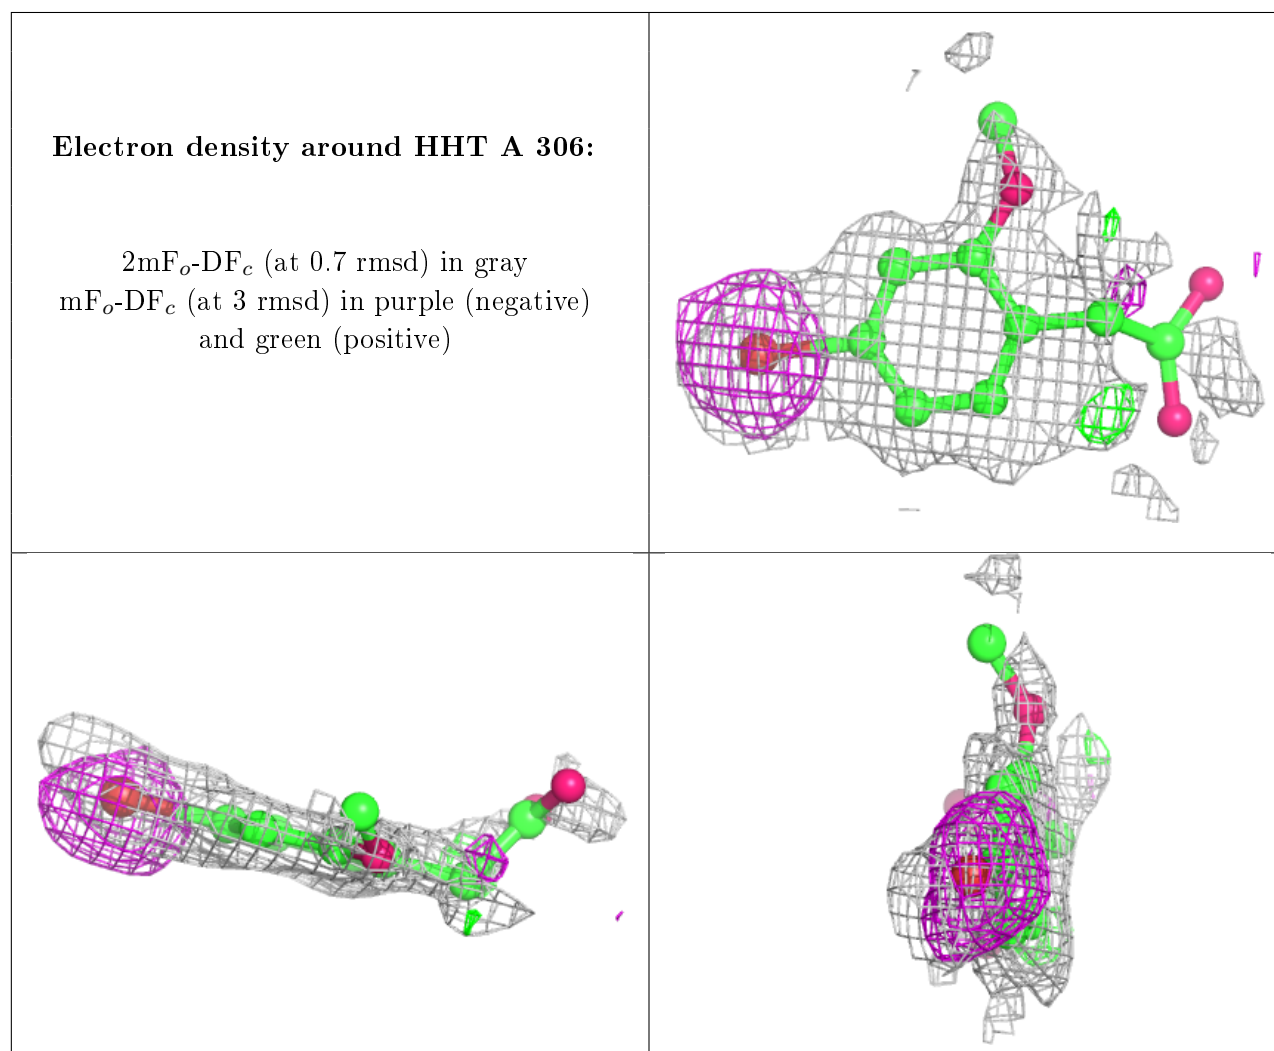 Electron density around HHT A 306:
2mFo-DFc (at 0.7 rmsd) in gray
mFo-DFc (at 3 rmsd) in purple (negative)
and green (positive)